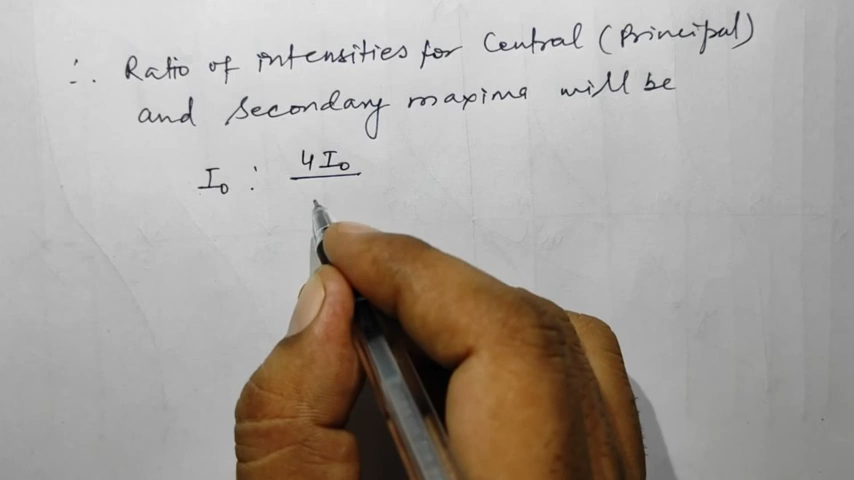 ∴ Ratio of intensities for Central (Principal)
and Secondary maxima will be
I₀ : 4I₀